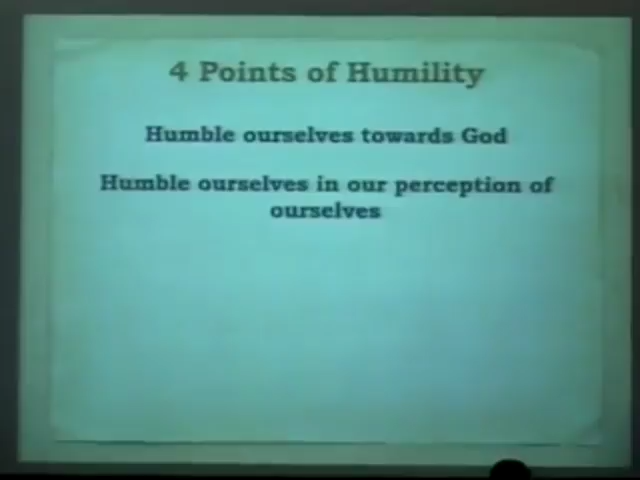 4 Points of Humility
Humble ourselves towards God
Humble ourselves in our perception of
ourselves